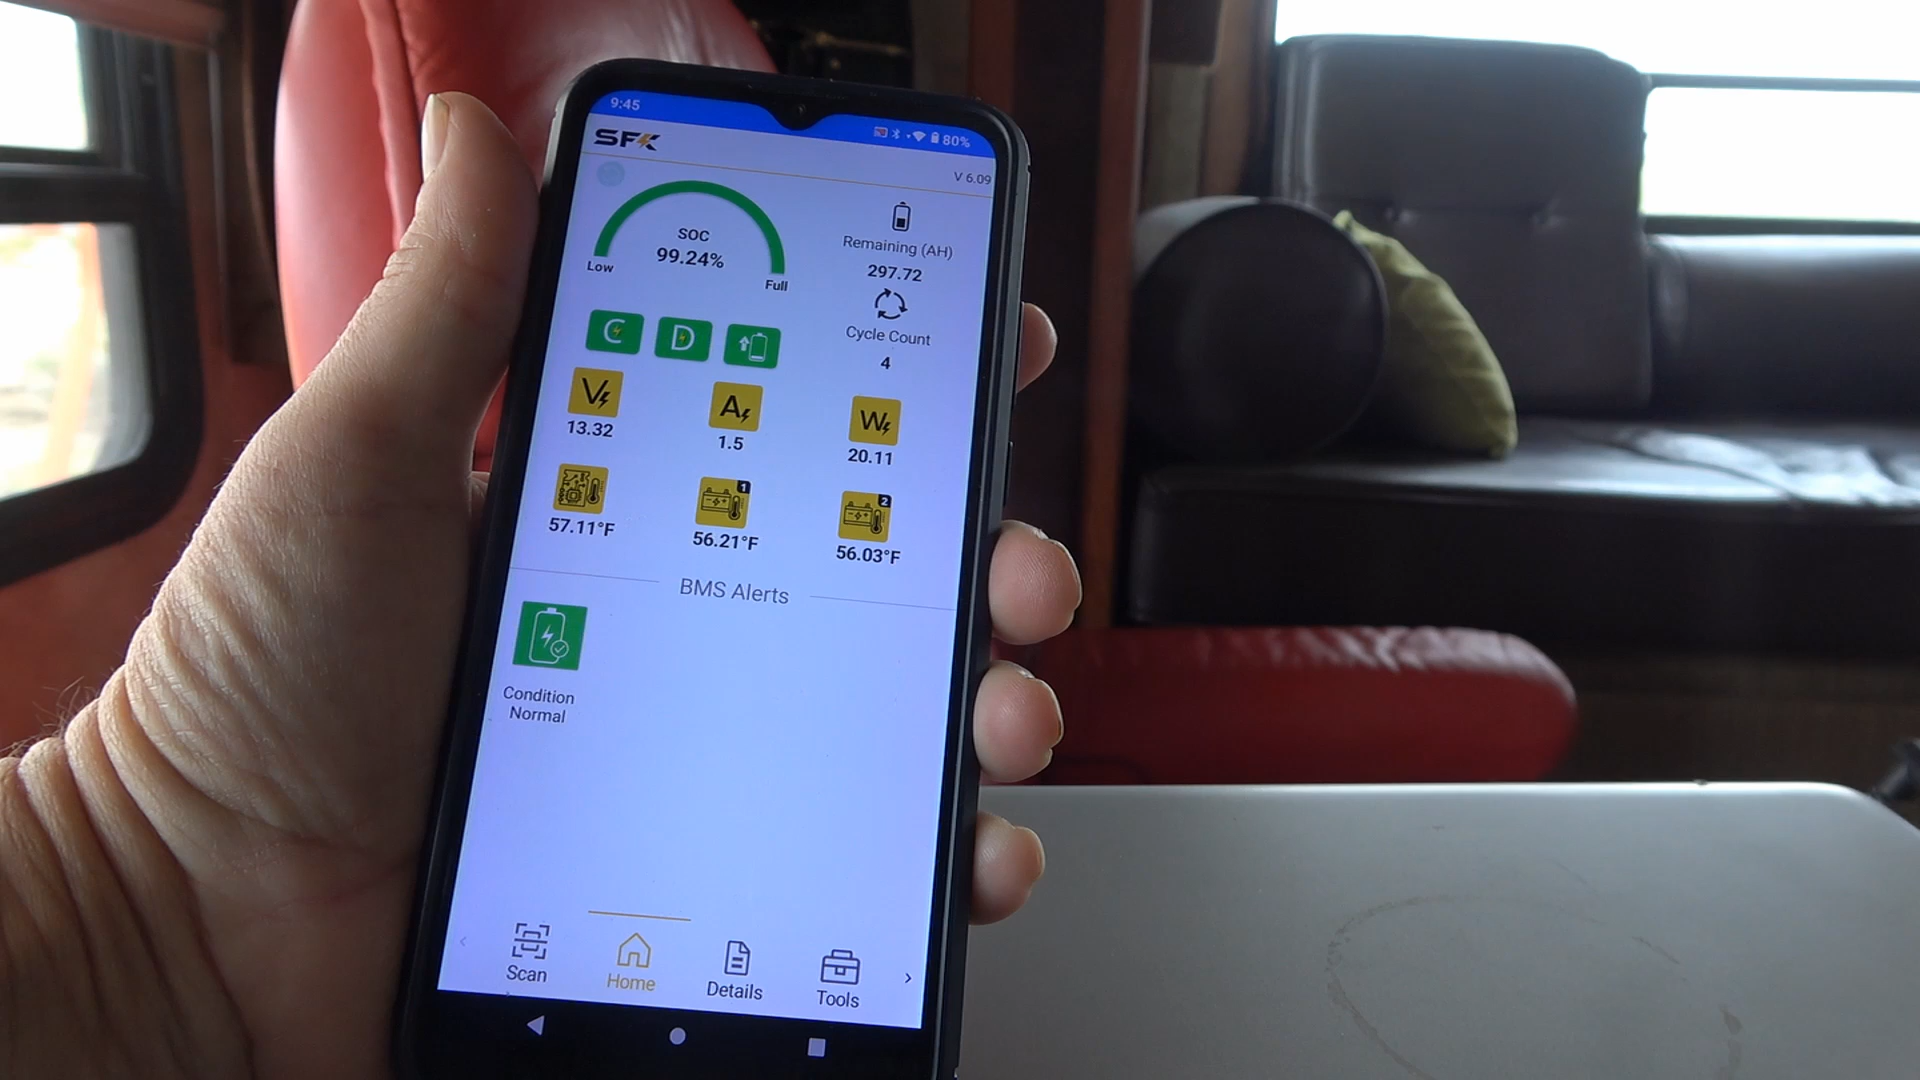 9:45
80%
SFK
V 6.09
SOC
99.24%
Low
Full
Remaining (AH)
297.72
Cycle Count
4
C
D
V
A
W
13.32
1.5
20.11
1
2
57.11°F
56.21°F
56.03°F
BMS Alerts
Condition
Normal
Scan
Home
Details
Tools